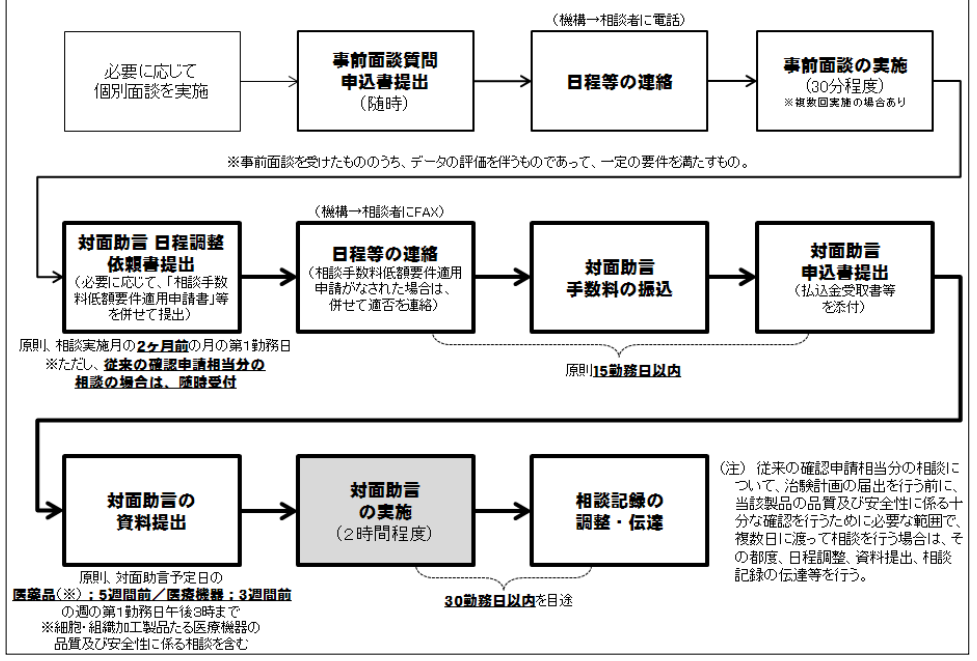 (機構→相談者に電話)
必要に応じて
個別面談を実施
事前面談質問
申込書提出
(随時)
日程等の連絡
事前面談の実施
(30分程度)
※複数回実施の場合あり
※事前面談を受けたもののうち、データの評価を伴うものであって、一定の要件を満たすもの。
(機構→相談者にFAX)
対面助言 日程調整
依頼書提出
(必要に応じて、「相談手数
料低額要件適用申請書」等
を併せて提出)
日程等の連絡
(相談手数料低額要件適用
申請がなされた場合は、
併せて適否を連絡)
対面助言
手数料の振込
対面助言
申込書提出
(払込金受取書等
を添付)
原則、相談実施月の2ヶ月前の月の第1勤務日
※ただし、従来の確認申請相当分の
相談の場合は、随時受付
原則15勤務日以内
対面助言の
資料提出
対面助言
の実施
(2時間程度)
相談記録の
調整・伝達
(注) 従来の確認申請相当分の相談に
ついて、治験計画の届出を行う前に、
当該製品の品質及び安全性に係る十
分な確認を行うために必要な範囲で、
複数日に渡って相談を行う場合は、そ
の都度、日程調整、資料提出、相談
記録の伝達等を行う。
原則、対面助言予定日の
医薬品(※):5週間前/医療機器:3週間前
の週の第1勤務日午後3時まで
※細胞・組織加工製品たる医療機器の
品質及び安全性に係る相談を含む
30勤務日以内を目途